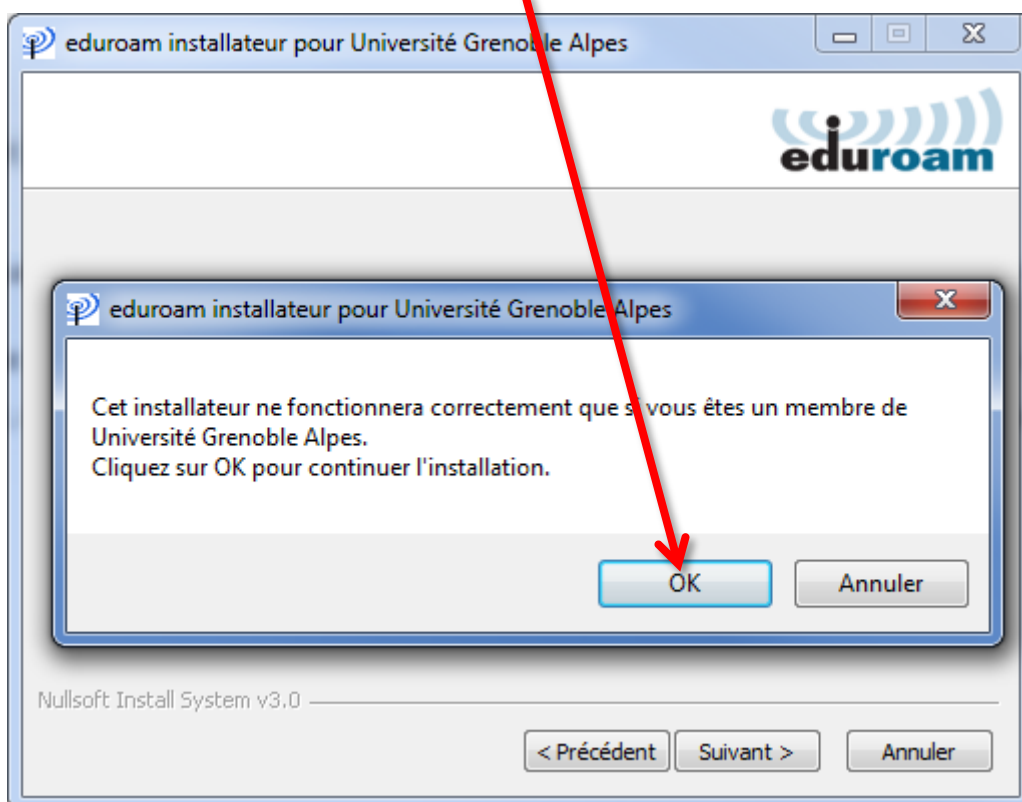 eduroam installateur pour Université Grenoble Alpes
eduroam
eduroam installateur pour Université Grenoble Alpes
Cet installateur ne fonctionnera correctement que si vous êtes un membre de
Université Grenoble Alpes.
Cliquez sur OK pour continuer l'installation.
OK
Annuler
Nullsoft Install System v3.0
< Précédent
Suivant >
Annuler